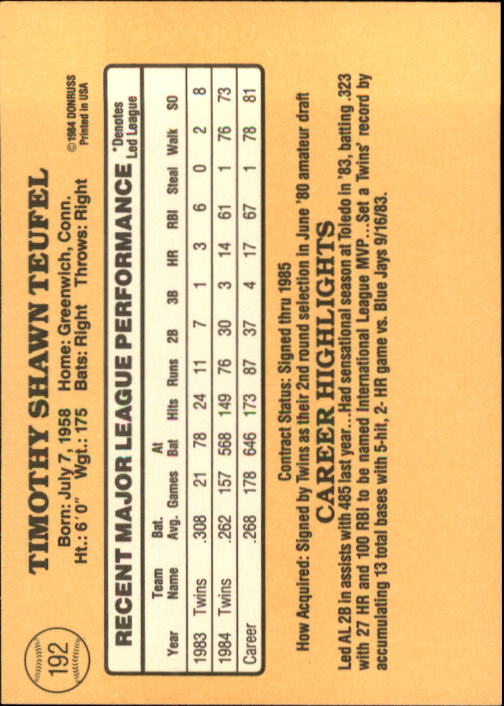 192
TIMOTHY SHAWN TEUFEL
Born: July 7, 1958 Home: Greenwich, Conn.
Ht.: 6' 0" Wgt.: 175 Bats: Right Throws: Right
© 1984 DONRUSS
Printed in USA
RECENT MAJOR LEAGUE PERFORMANCE
*Denotes
Led League
Year Team Name Bat. Avg. Games At Bat Hits Runs 2B 3B HR RBI Steal Walk SO
1983 Twins .308 21 78 24 11 7 1 3 6 0 2 8
1984 Twins .262 157 568 149 76 30 3 14 61 1 76 73
Career .268 178 646 173 87 37 4 17 67 1 78 81
Contract Status: Signed thru 1985
How Acquired: Signed by Twins as their 2nd round selection in June '80 amateur draft
CAREER HIGHLIGHTS
Led AL 2B in assists with 485 last year...Had sensational season at Toledo in '83, batting .323
with 27 HR and 100 RBI to be named International League MVP...Set a Twins' record by
accumulating 13 total bases with 5-hit, 2- HR game vs. Blue Jays 9/16/83.